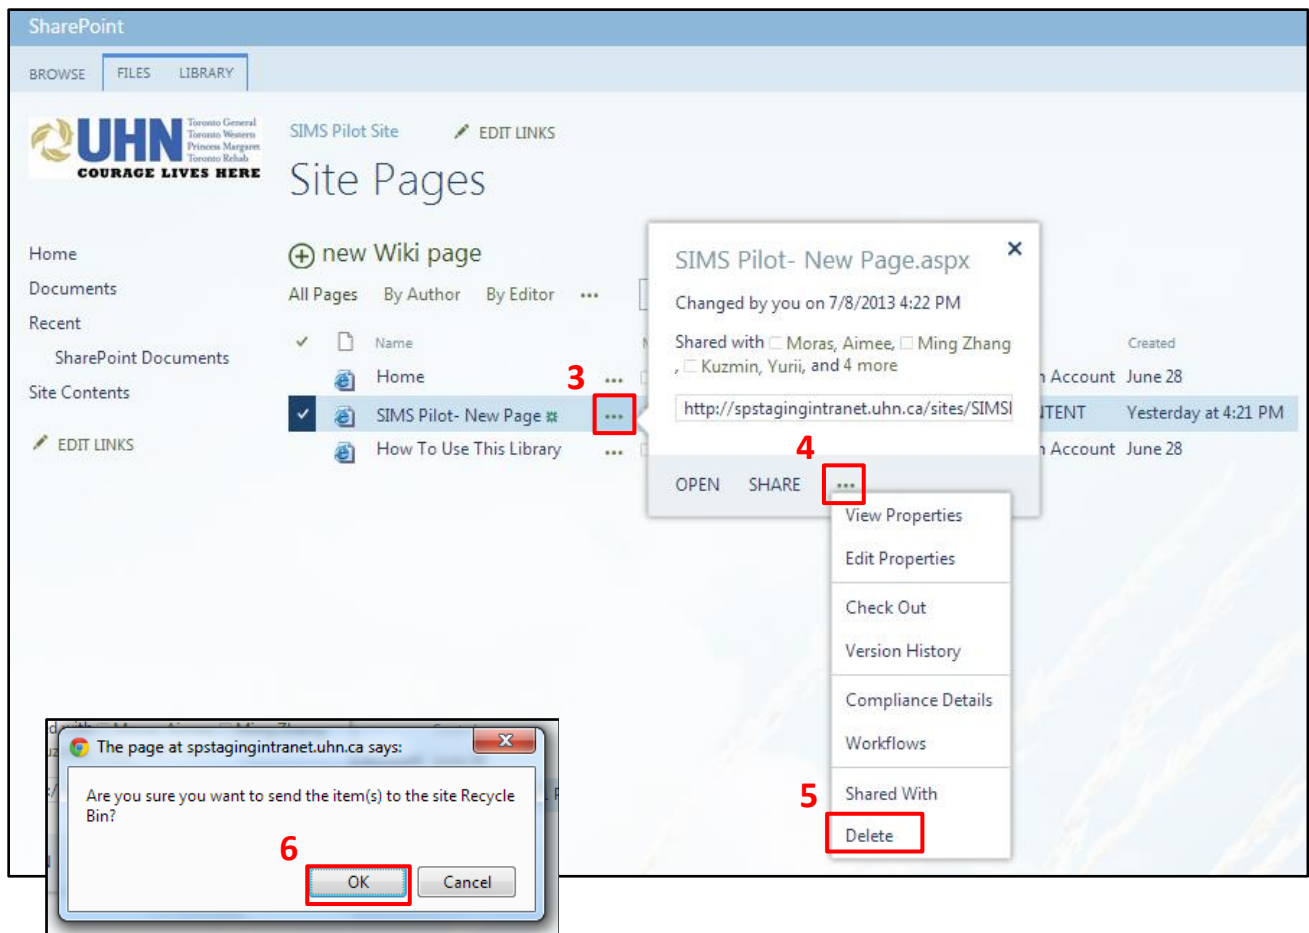 SharePoint
BROWSE FILES LIBRARY
UHN Toronto General
Toronto Western
Princess Margaret
Toronto Rehab
COURAGE LIVES HERE
SIMS Pilot Site EDIT LINKS
Site Pages
Home
Documents
Recent
SharePoint Documents
Site Contents
EDIT LINKS
new Wiki page
All Pages By Author By Editor ...
Name Created
Home ... Account June 28
3
SIMS Pilot- New Page ... TENT Yesterday at 4:21 PM
How To Use This Library ... Account June 28
SIMS Pilot- New Page.aspx
Changed by you on 7/8/2013 4:22 PM
Shared with Moras, Aimee, Ming Zhang
, Kuzmin, Yurii, and 4 more
http://spstagingintranet.uhn.ca/sites/SIMSI
4
OPEN SHARE ...
View Properties
Edit Properties
Check Out
Version History
Compliance Details
Workflows
Shared With
5
Delete
The page at spstagingintranet.uhn.ca says:
Are you sure you want to send the item(s) to the site Recycle
Bin?
6
OK Cancel